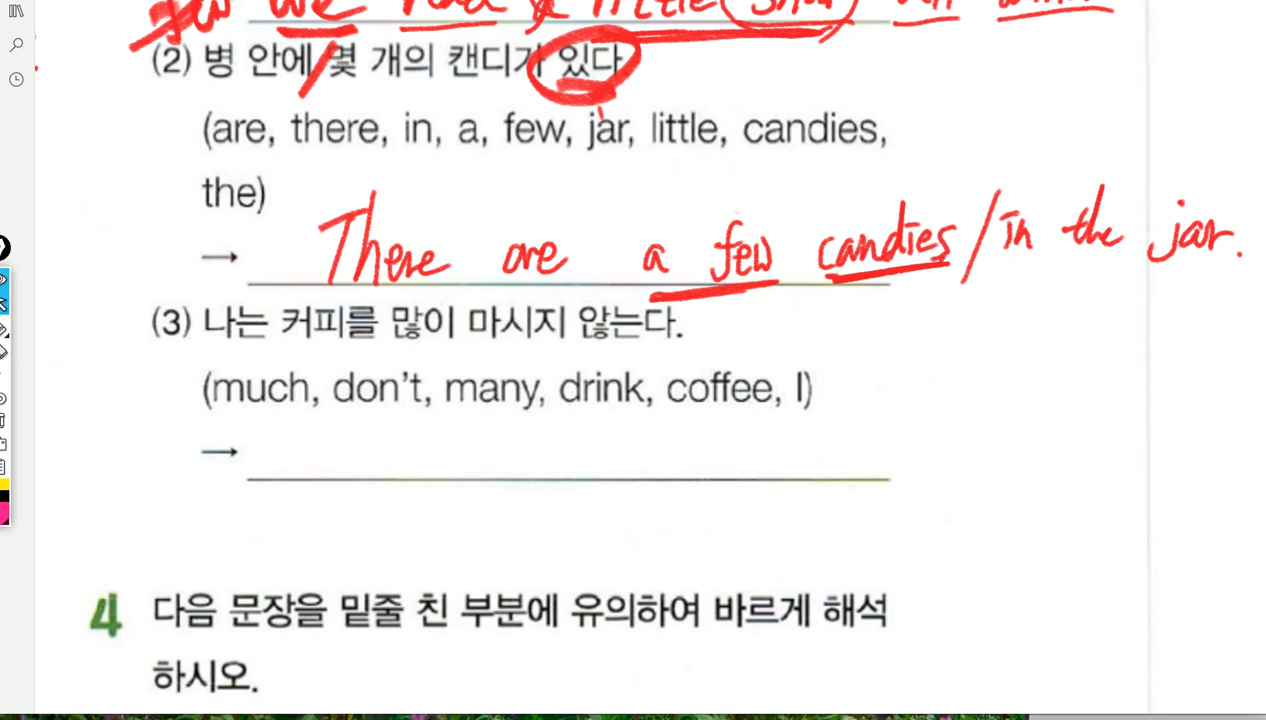 we little (snow)
(2) 병 안에 / 몇 개의 캔디가 있다
(are, there, in, a, few, jar, little, candies,
the)
→ There are a few candies / in the jar.
(3) 나는 커피를 많이 마시지 않는다.
(much, don't, many, drink, coffee, I)
→
4 다음 문장을 밑줄 친 부분에 유의하여 바르게 해석
하시오.